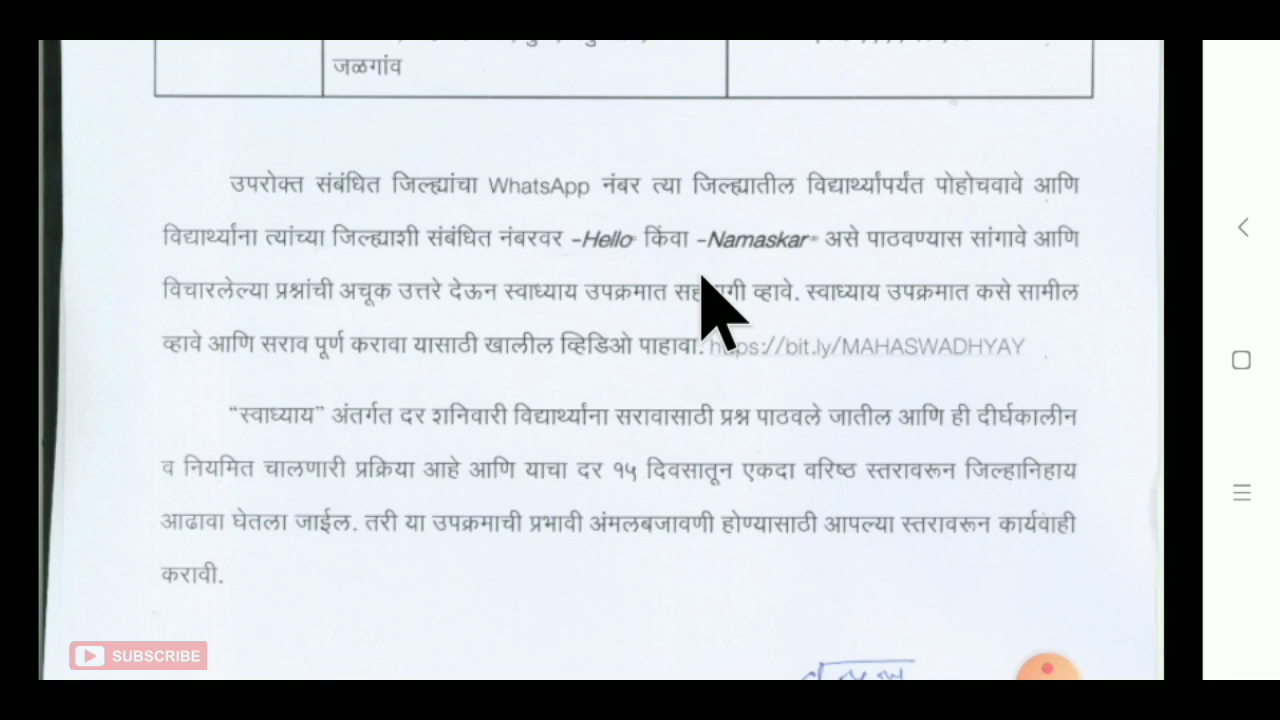 जळगांव
उपरोक्त संबंधित जिल्ह्यांचा WhatsApp नंबर त्या जिल्ह्यातील विद्यार्थ्यांपर्यंत पोहोचवावे आणि
विद्यार्थ्यांना त्यांच्या जिल्ह्याशी संबंधित नंबरवर –Hello किंवा –Namaskar असे पाठवण्यास सांगावे आणि
विचारलेल्या प्रश्नांची अचूक उत्तरे देऊन स्वाध्याय उपक्रमात व्हावे. स्वाध्याय उपक्रमात कसे सामील
व्हावे आणि सराव पूर्ण करावा यासाठी खालील व्हिडिओ पाहावा. https://bit.ly/MAHASWADHYAY
“स्वाध्याय” अंतर्गत दर शनिवारी विद्यार्थ्यांना सरावासाठी प्रश्न पाठवले जातील आणि ही दीर्घकालीन
व नियमित चालणारी प्रक्रिया आहे आणि याचा दर १५ दिवसातून एकदा वरिष्ठ स्तरावरून जिल्हानिहाय
आढावा घेतला जाईल. तरी या उपक्रमाची प्रभावी अंमलबजावणी होण्यासाठी आपल्या स्तरावरून कार्यवाही
करावी.
SUBSCRIBE